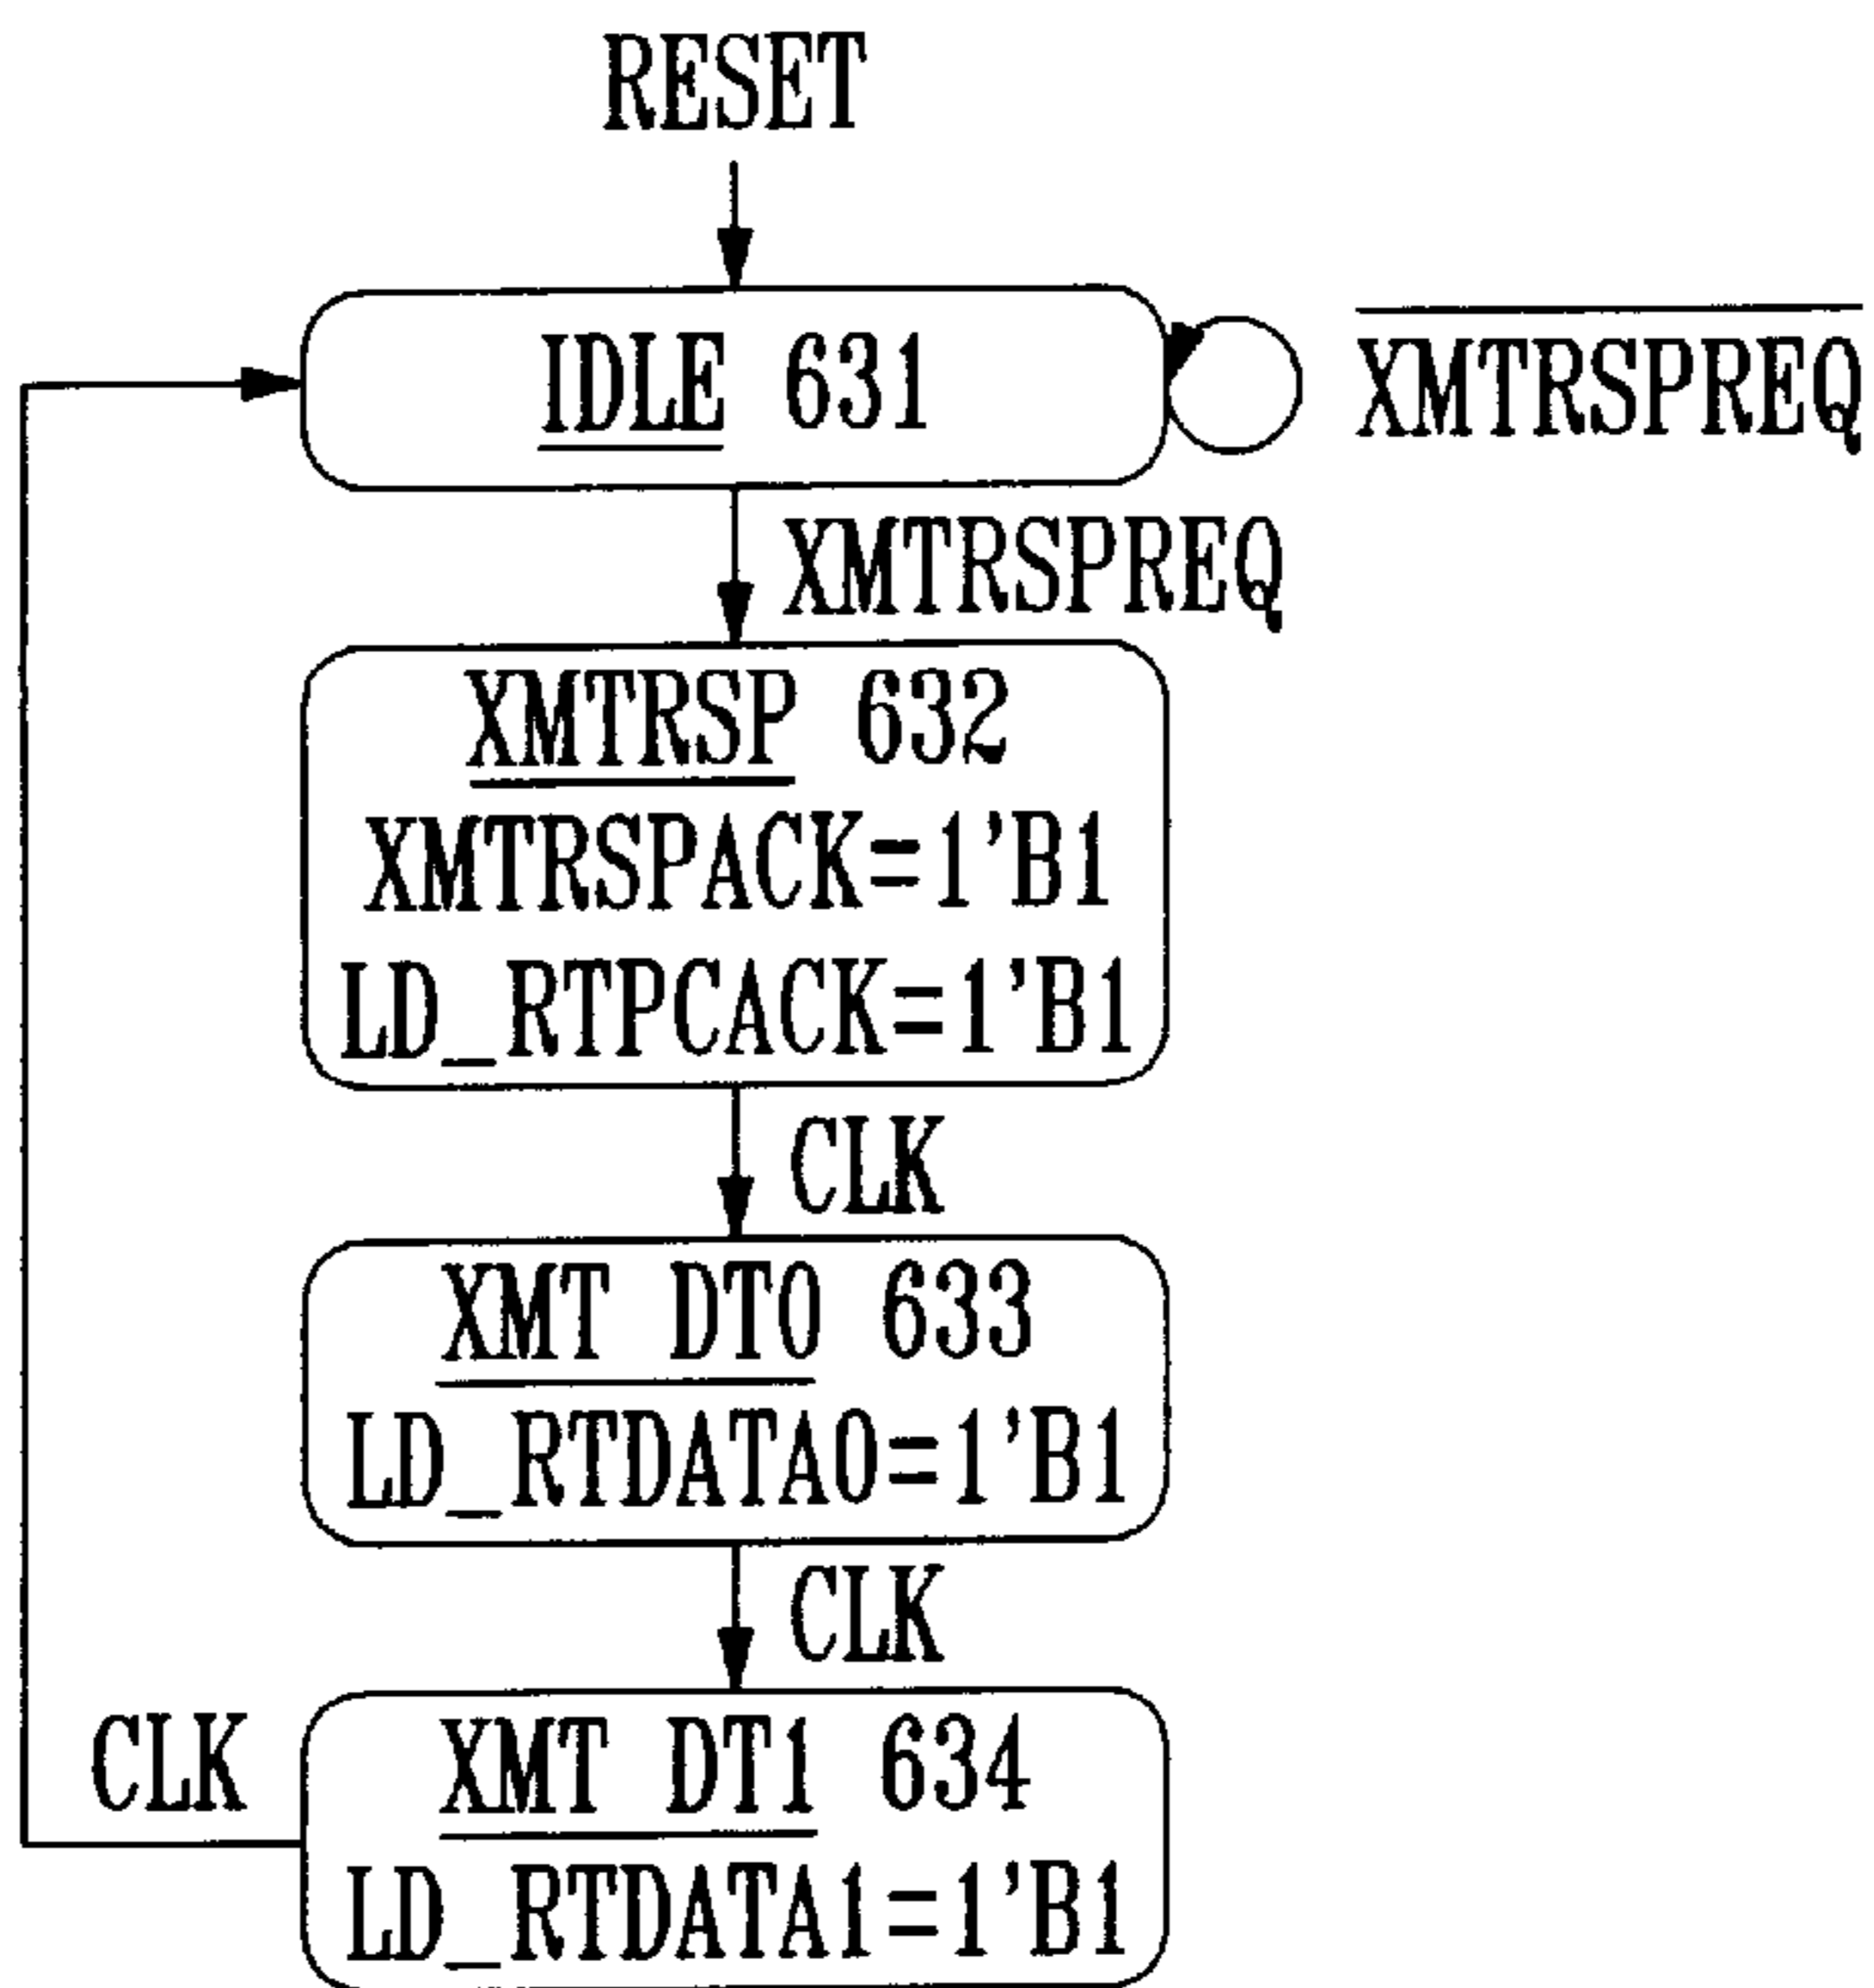 RESET
IDLE 631
XMTRSPREQ
XMTRSPREQ
XMTRSP 632
XMTRSPACK=1'B1
LD_RTPCACK=1'B1
CLK
XMT DT0 633
LD_RTDATA0=1'B1
CLK
CLK
XMT DT1 634
LD_RTDATA1=1'B1